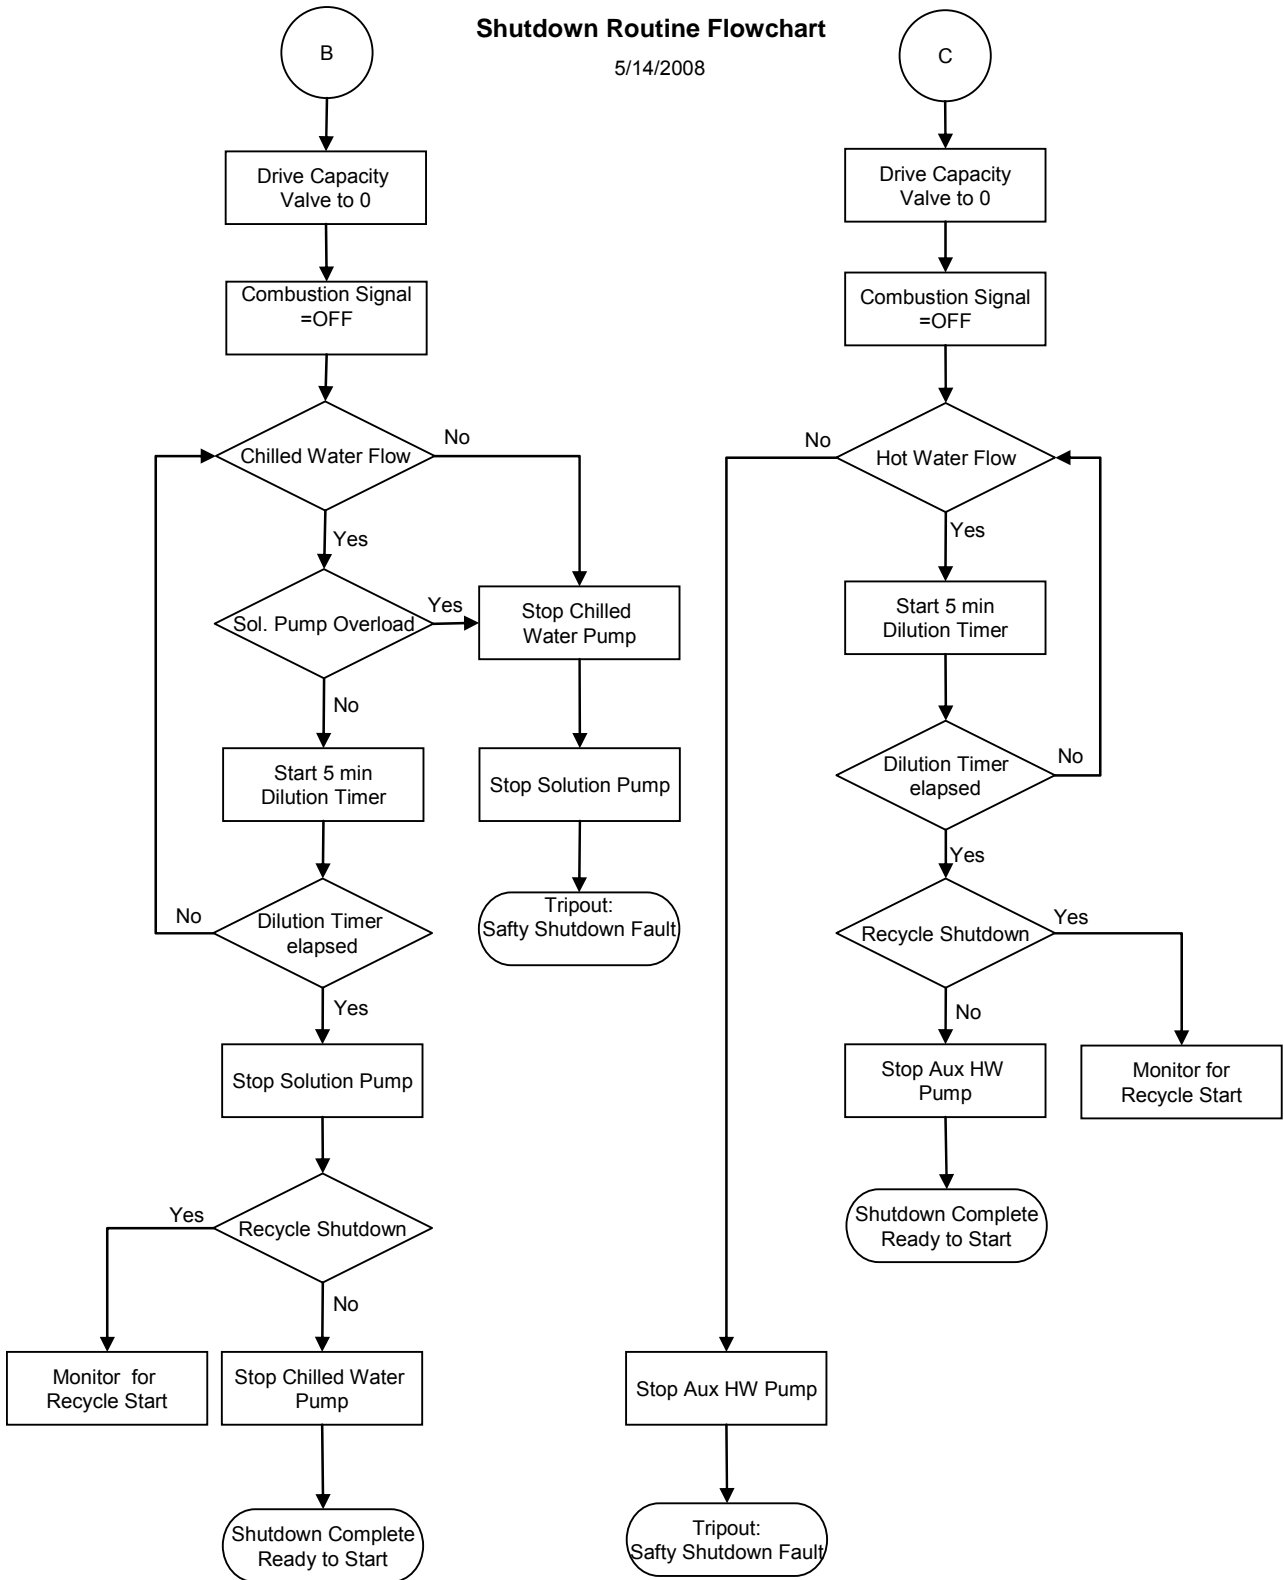 Shutdown Routine Flowchart
5/14/2008
B
Drive Capacity
Valve to 0
Combustion Signal
=OFF
Chilled Water Flow
No
Yes
Sol. Pump Overload
Yes
Stop Chilled
Water Pump
No
Start 5 min
Dilution Timer
Stop Solution Pump
No
Dilution Timer
elapsed
Tripout:
Safty Shutdown Fault
Yes
Stop Solution Pump
Yes
Recycle Shutdown
No
Monitor for
Recycle Start
Stop Chilled Water
Pump
Shutdown Complete
Ready to Start
C
Drive Capacity
Valve to 0
Combustion Signal
=OFF
No
Hot Water Flow
Yes
Start 5 min
Dilution Timer
Dilution Timer
elapsed
No
Yes
Recycle Shutdown
Yes
No
Stop Aux HW
Pump
Monitor for
Recycle Start
Shutdown Complete
Ready to Start
Stop Aux HW Pump
Tripout:
Safty Shutdown Fault